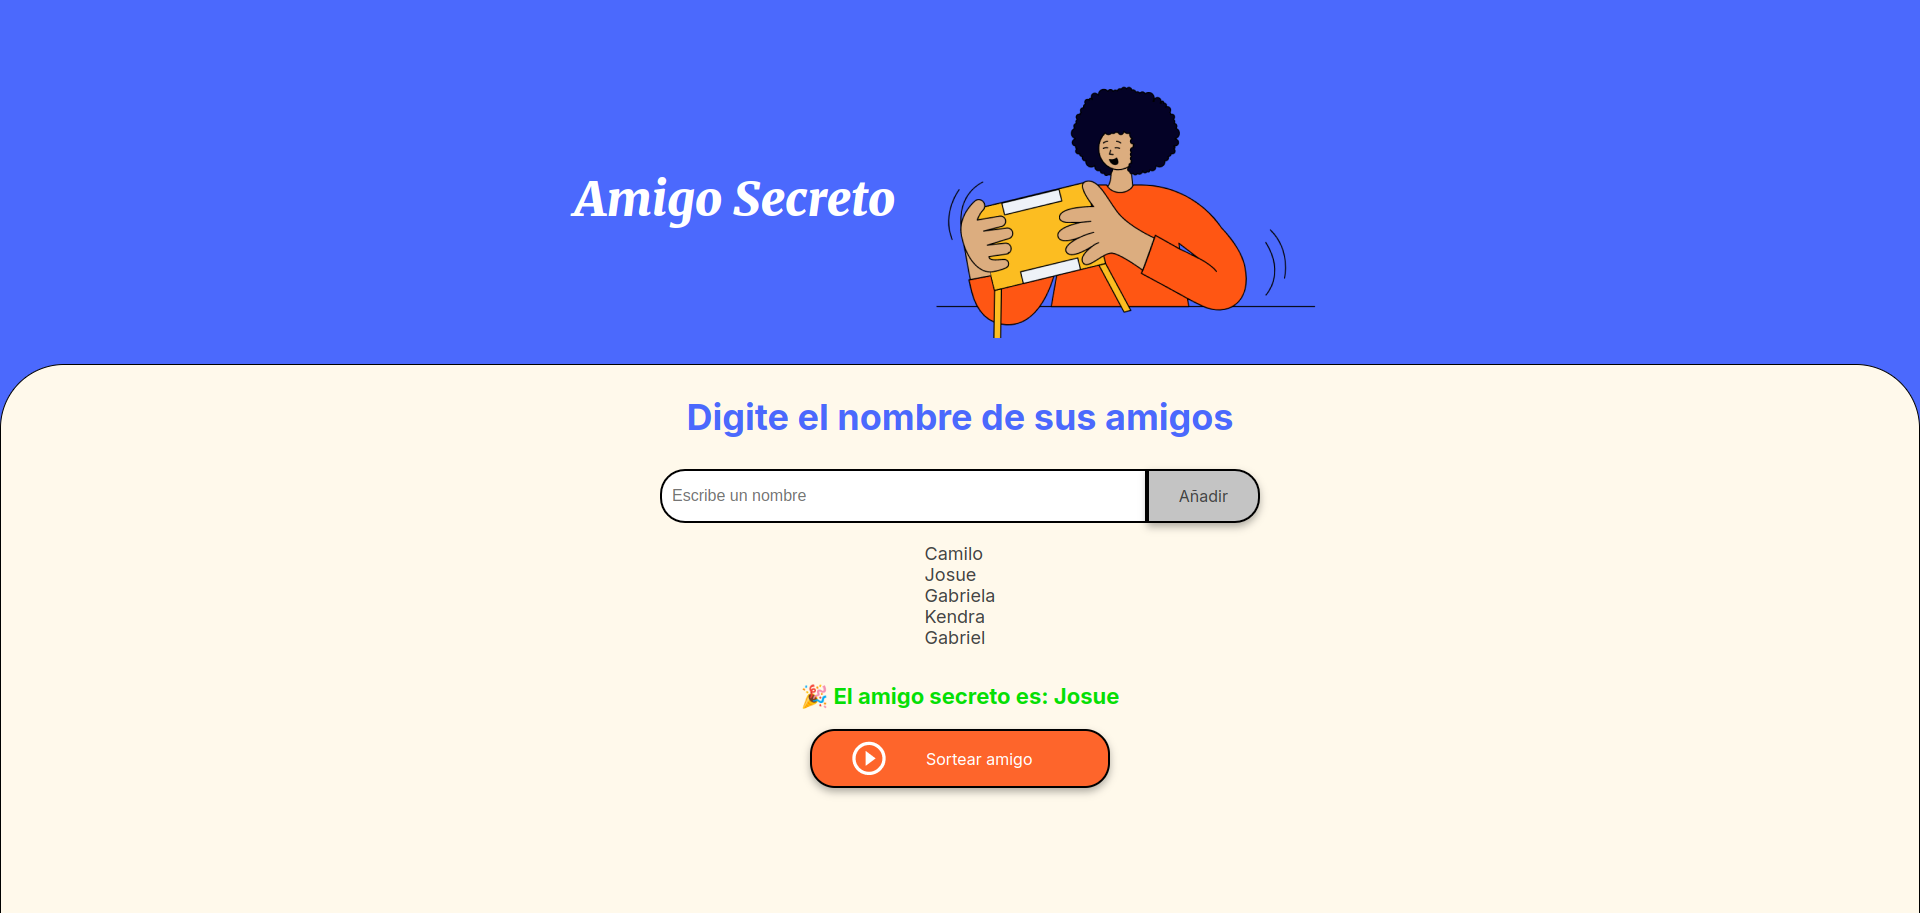 Amigo Secreto
Digite el nombre de sus amigos
Escribe un nombre
Añadir
Camilo
Josue
Gabriela
Kendra
Gabriel
🎉 El amigo secreto es: Josue
Sortear amigo